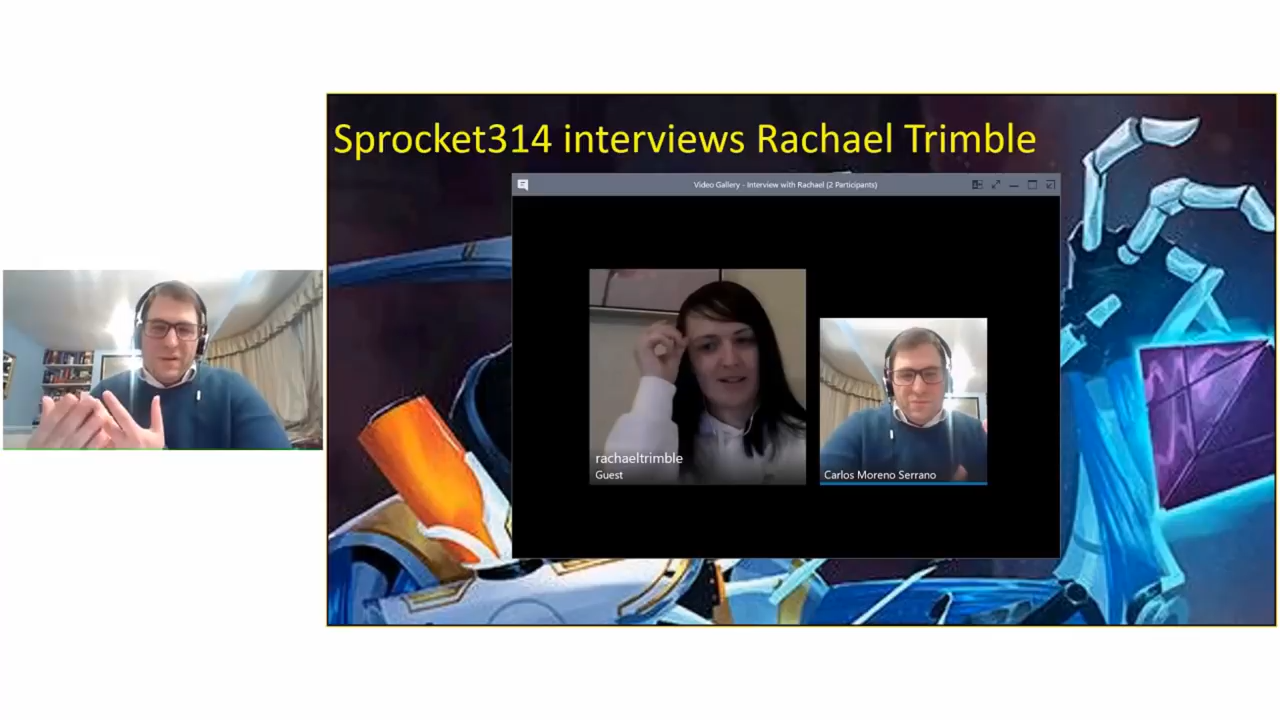 Sprocket314 interviews Rachael Trimble
Video Gallery - Interview with Rachael (2 Participants)
rachaeltrimble
Guest
Carlos Moreno Serrano